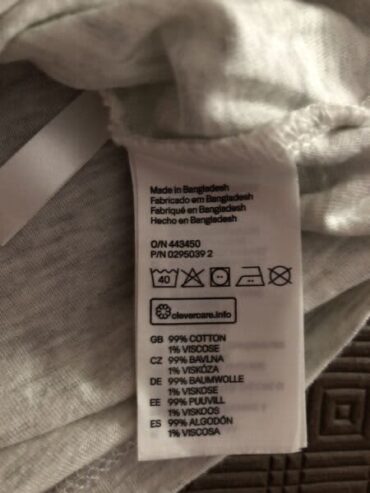 Made in Bangladesh
Fabricado em Bangladesh
Fabriqué en Bangladesh
Hecho en Bangladesh
O/N 443450
P/N 0295039 2
40
clevercare.info
GB 99% COTTON
1% VISCOSE
CZ 99% BAVLNA
1% VISKÓZA
DE 99% BAUMWOLLE
1% VISKOSE
EE 99% PUUVILL
1% VISKOOS
ES 99% ALGODÓN
1% VISCOSA